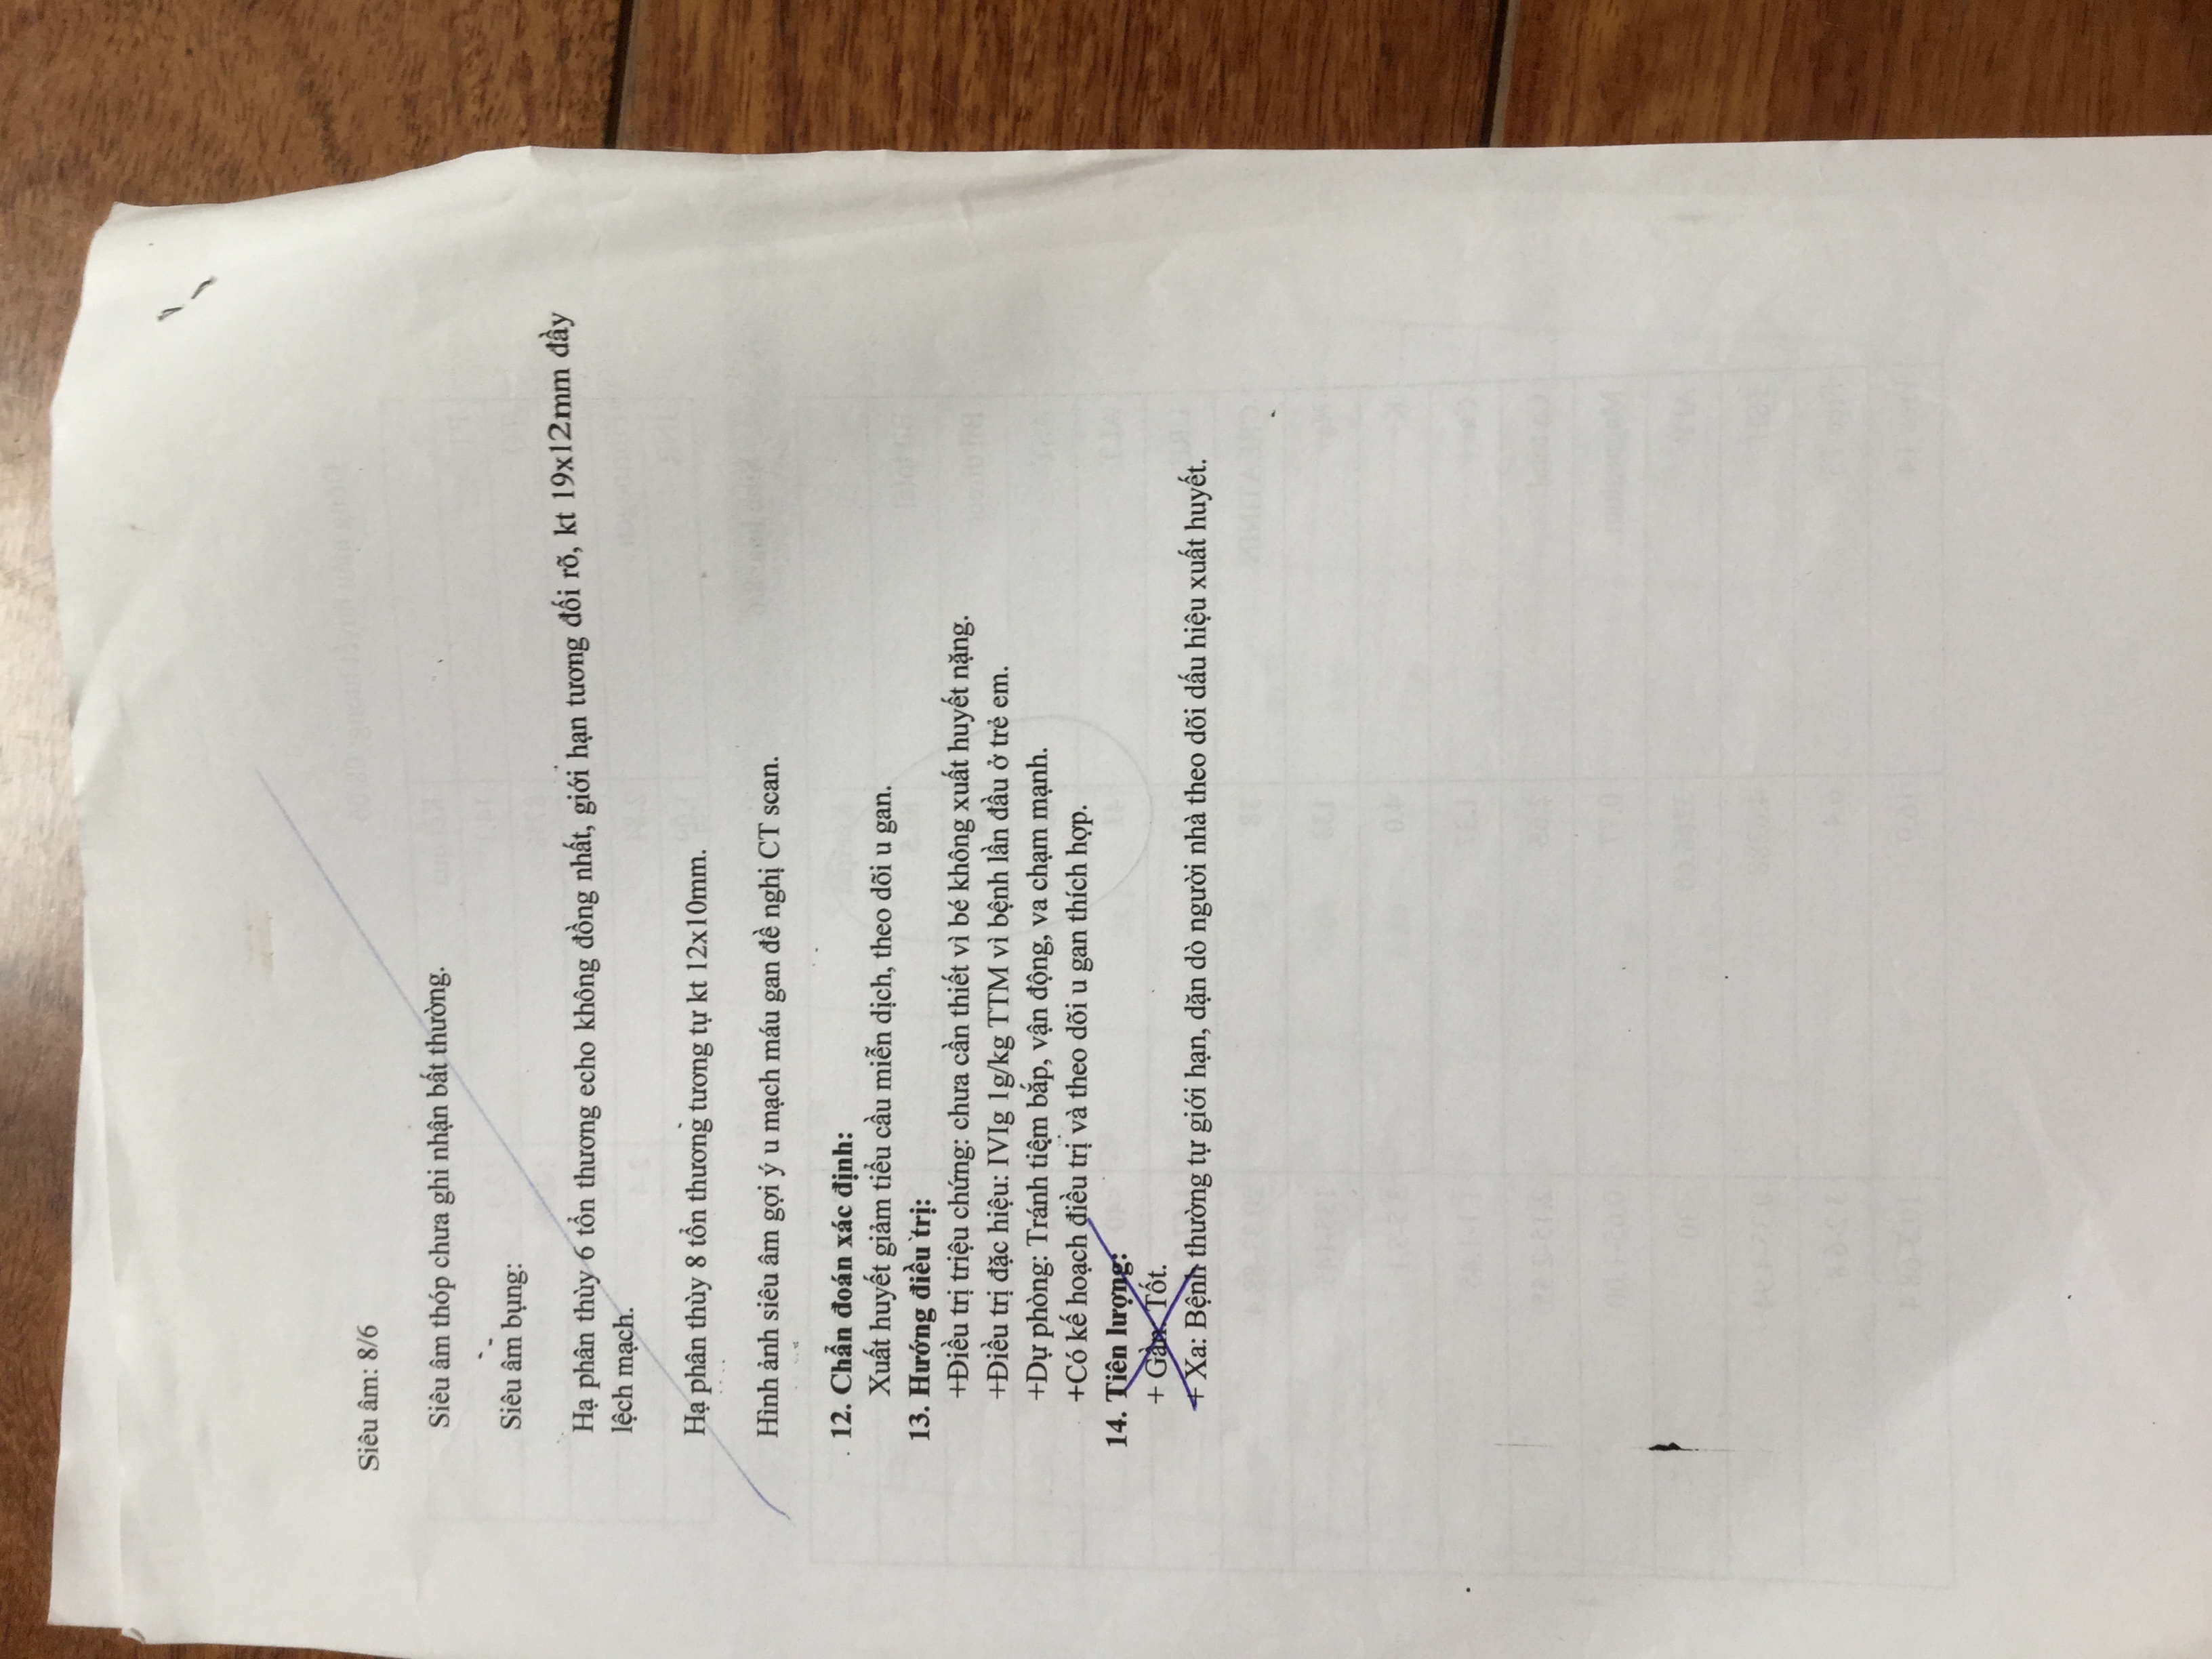 Siêu âm: 8/6
Siêu âm thóp chưa ghi nhận bất thường.
Siêu âm bụng:
Hạ phân thùy 6 tổn thương echo không đồng nhất, giới hạn tương đối rõ, kt 19x12mm đầy
lệch mạch.
Hạ phân thùy 8 tổn thương tương tự kt 12x10mm.
Hình ảnh siêu âm gợi ý u mạch máu gan đề nghị CT scan.
12. Chẩn đoán xác định:
Xuất huyết giảm tiểu cầu miễn dịch, theo dõi u gan.
13. Hướng điều trị:
+Điều trị triệu chứng: chưa cần thiết vì bé không xuất huyết nặng.
+Điều trị đặc hiệu: IVIg 1g/kg TTM vì bệnh lần đầu ở trẻ em.
+Dự phòng: Tránh tiệm bắp, vận động, va chạm mạnh.
+Có kế hoạch điều trị và theo dõi u gan thích hợp.
14. Tiên lượng:
+ Gần: Tốt.
+ Xa: Bệnh thường tự giới hạn, dặn dò người nhà theo dõi dấu hiệu xuất huyết.